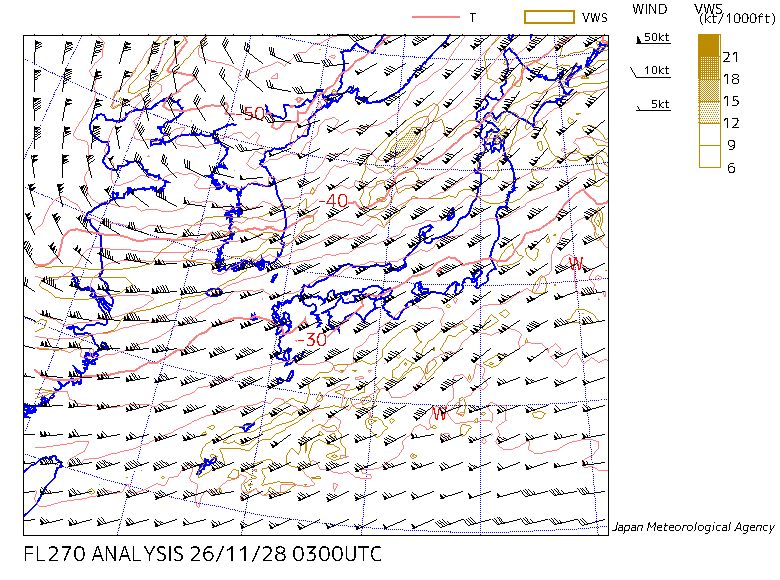 T
VWS
WIND
50kt
10kt
5kt
VWS
(kt/1000ft)
21
18
15
12
9
6
-50
-40
W
-30
W
Japan Meteorological Agency
FL270 ANALYSIS 26/11/28 0300UTC